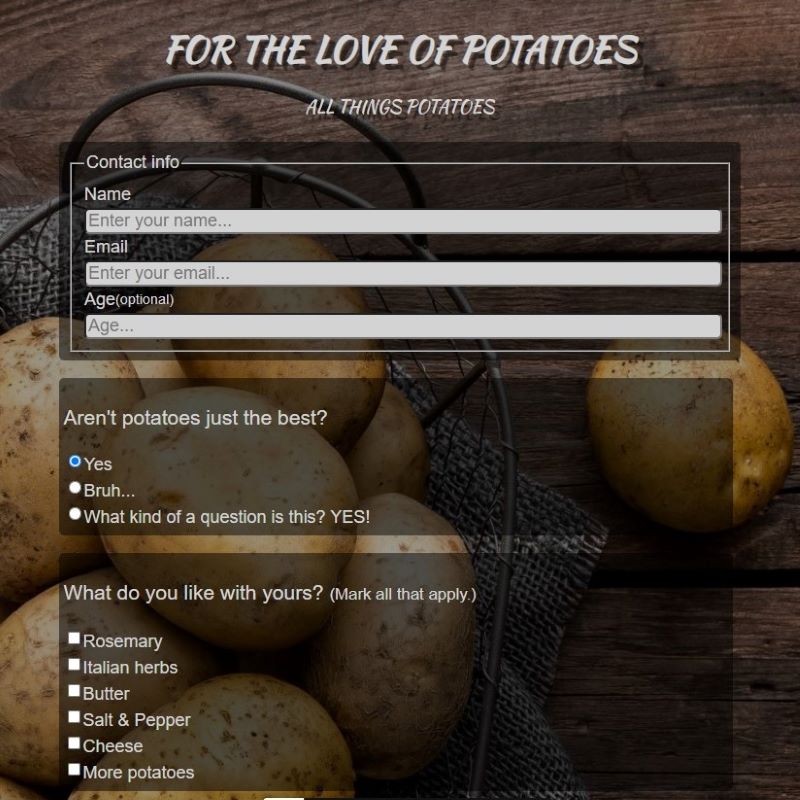 FOR THE LOVE OF POTATOES
ALL THINGS POTATOES
Contact info
Name
Enter your name...
Email
Enter your email...
Age(optional)
Age...
Aren't potatoes just the best?
Yes
Bruh...
What kind of a question is this? YES!
What do you like with yours? (Mark all that apply.)
Rosemary
Italian herbs
Butter
Salt & Pepper
Cheese
More potatoes